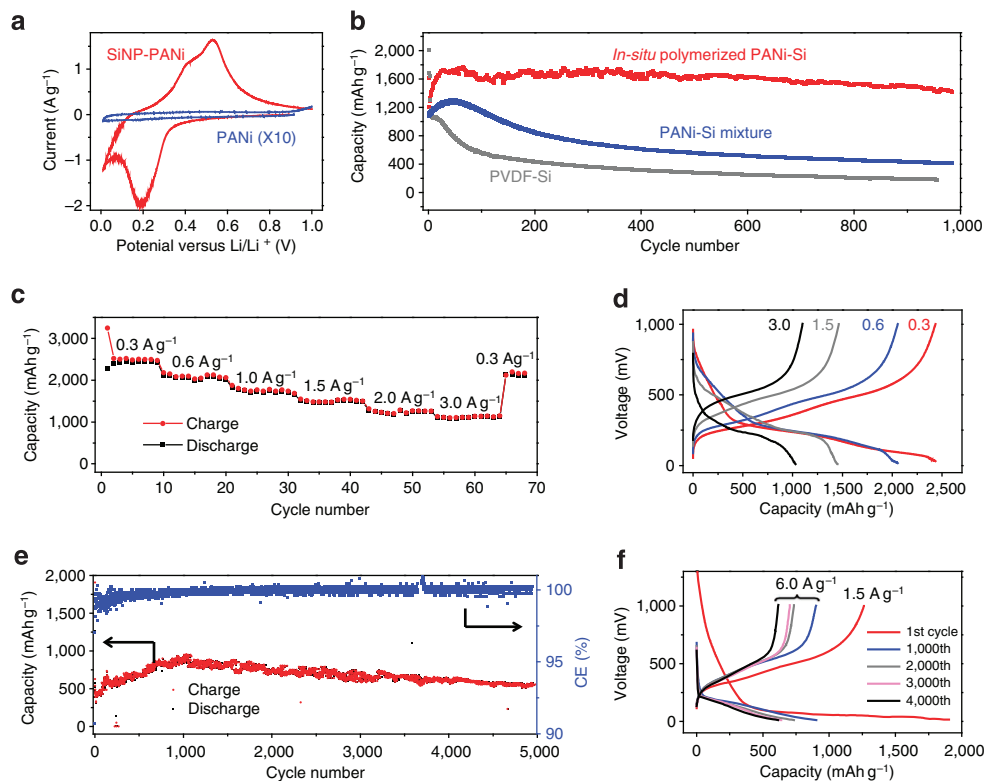 a
SiNP-PANi
PANi (X10)
Current (A g⁻¹)
1
0
−1
−2
0.0 0.2 0.4 0.6 0.8 1.0
Potenial versus Li/Li⁺ (V)
b
In-situ polymerized PANi-Si
PANi-Si mixture
PVDF-Si
Capacity (mAh g⁻¹)
2,000
1,600
1,200
800
400
0
0 200 400 600 800 1,000
Cycle number
c
0.3 A g⁻¹
0.6 A g⁻¹
1.0 A g⁻¹
1.5 A g⁻¹
2.0 A g⁻¹
3.0 A g⁻¹
0.3 A g⁻¹
Charge
Discharge
Capacity (mAh g⁻¹)
3,000
2,000
1,000
0
0 10 20 30 40 50 60 70
Cycle number
d
3.0 1.5 0.6 0.3
Voltage (mV)
1,000
500
0
0 500 1,000 1,500 2,000 2,500
Capacity (mAh g⁻¹)
e
Capacity (mAh g⁻¹)
2,000
1,750
1,500
1,250
1,000
750
500
250
0
Charge
Discharge
100
95
90
CE (%)
0 1,000 2,000 3,000 4,000 5,000
Cycle number
f
6.0 A g⁻¹
1.5 A g⁻¹
1st cycle
1,000th
2,000th
3,000th
4,000th
Voltage (mV)
1,000
500
0
0 500 1,000 1,500 2,000
Capacity (mAh g⁻¹)